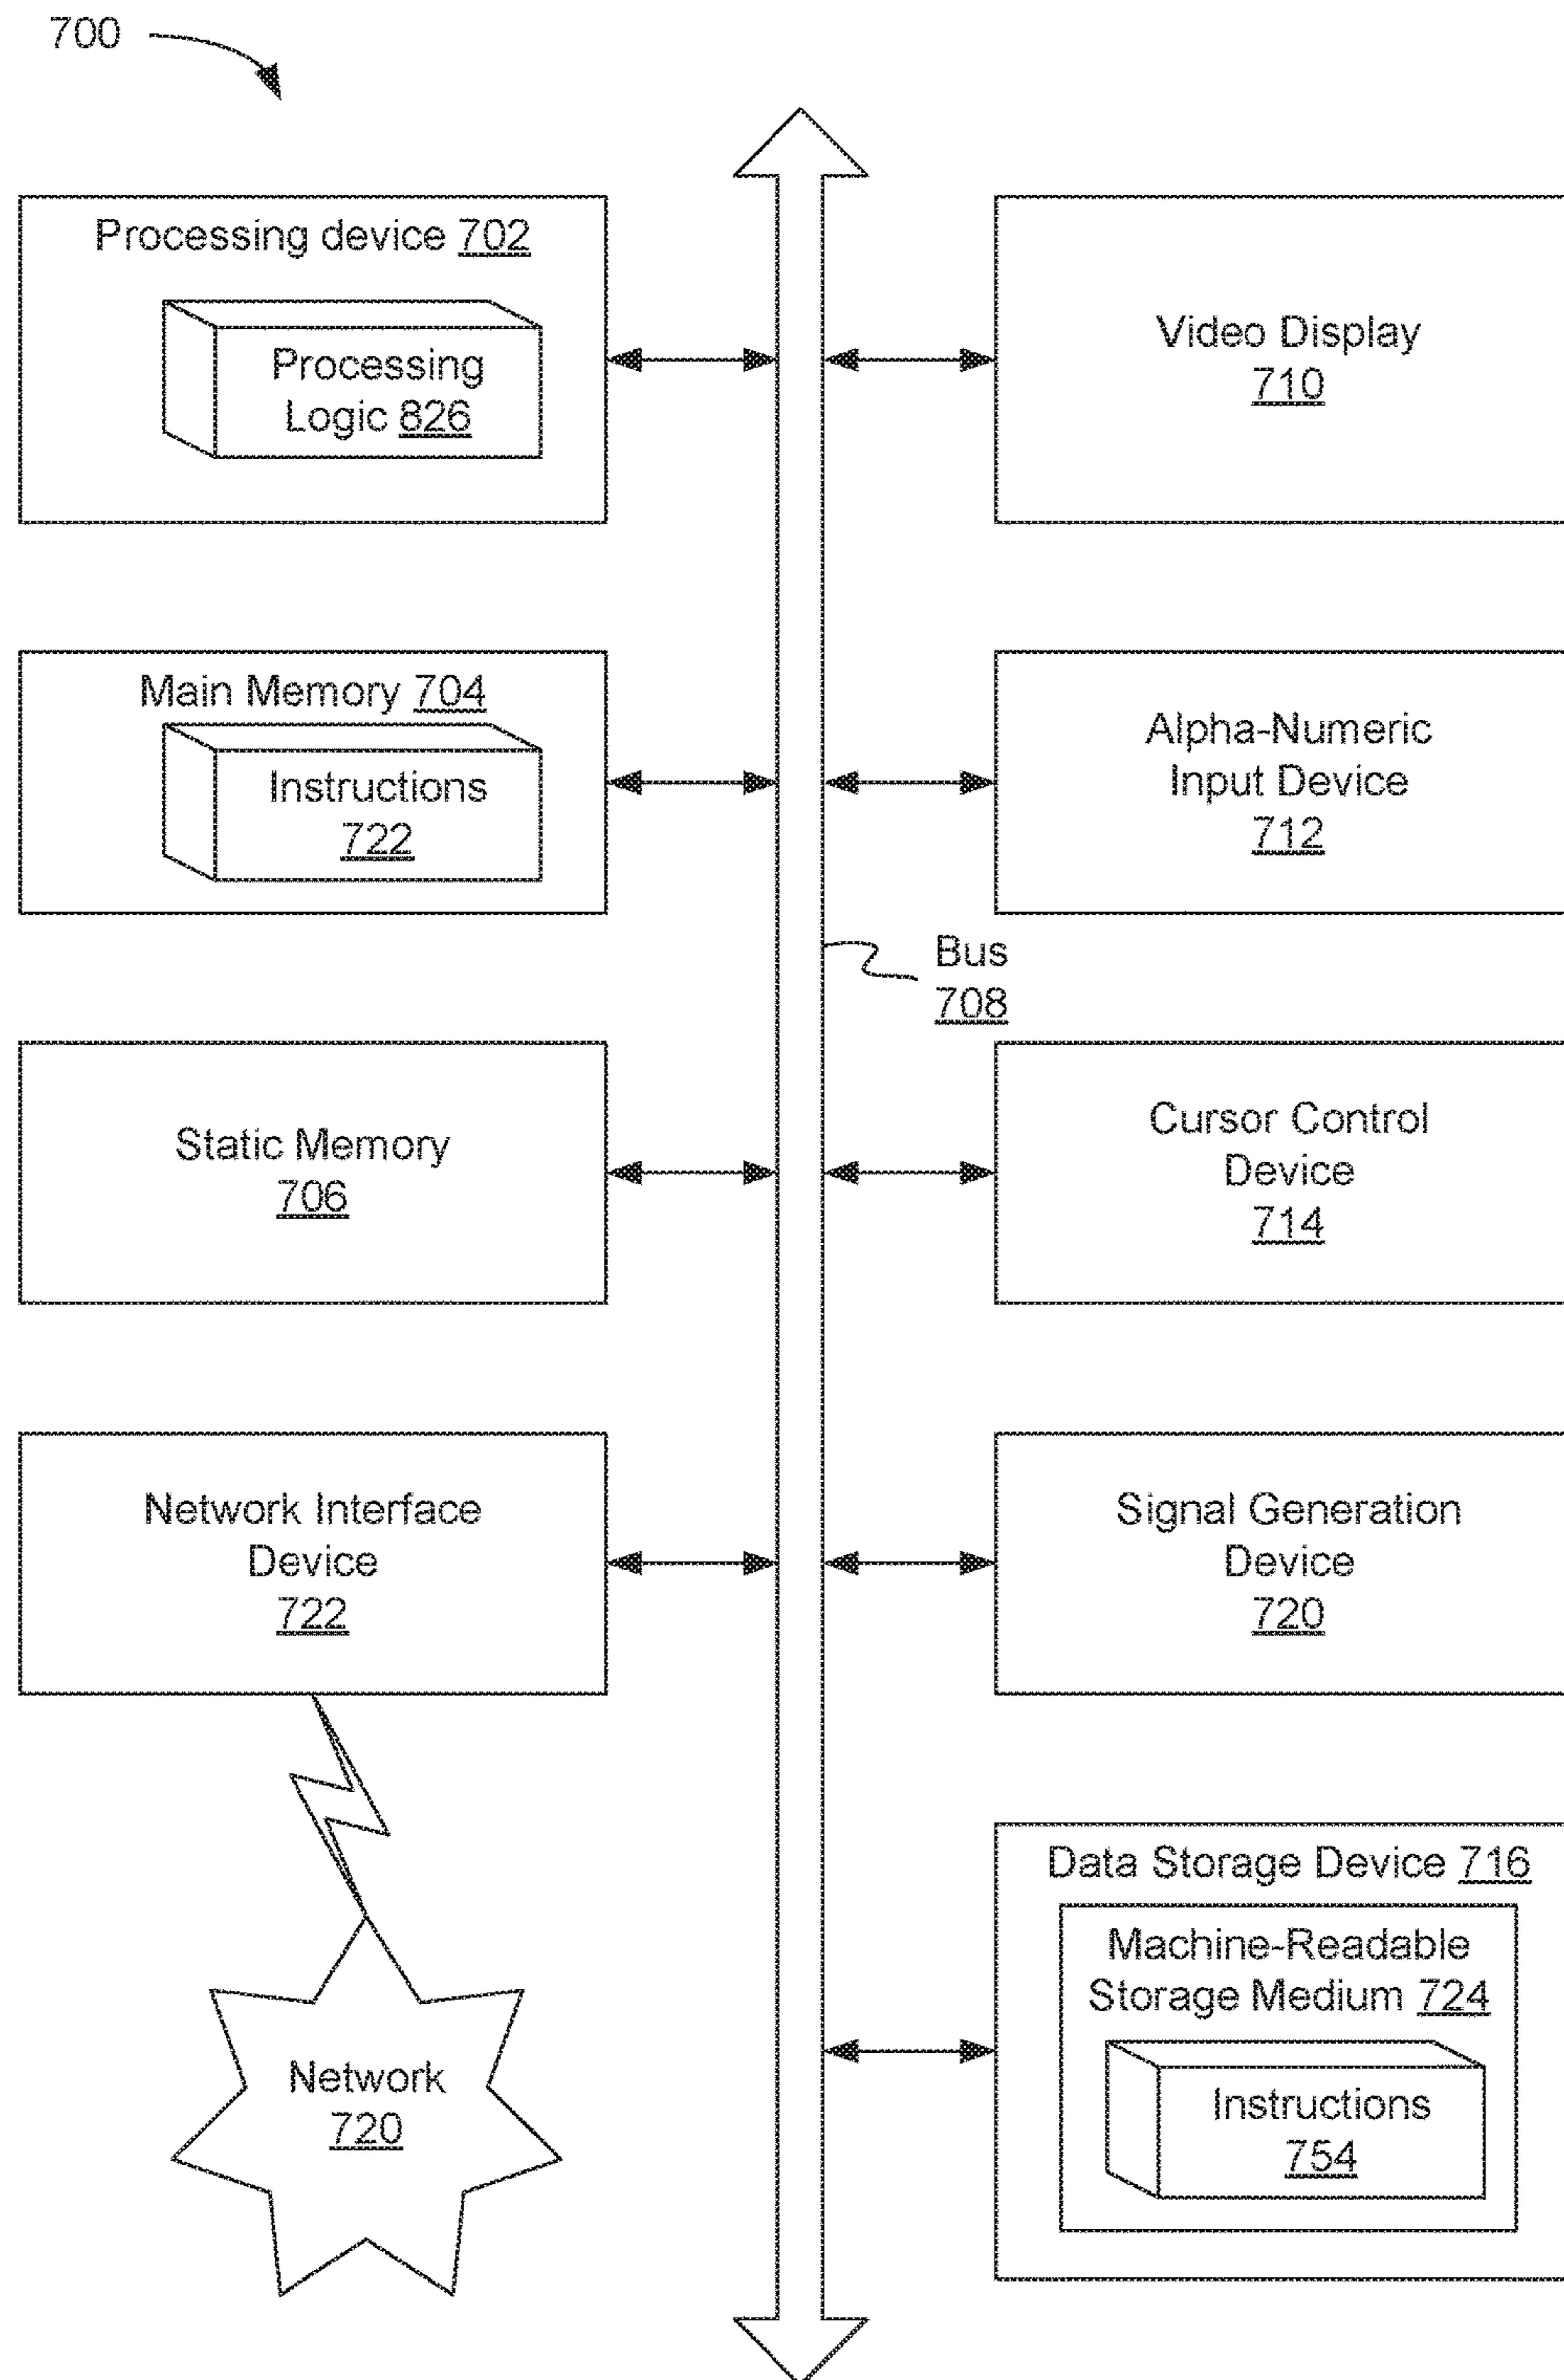 700
Processing device 702
Processing
Logic 826
Video Display
710
Main Memory 704
Instructions
722
Alpha-Numeric
Input Device
712
Bus
708
Static Memory
706
Cursor Control
Device
714
Network Interface
Device
722
Signal Generation
Device
720
Data Storage Device 716
Machine-Readable
Storage Medium 724
Instructions
754
Network
720